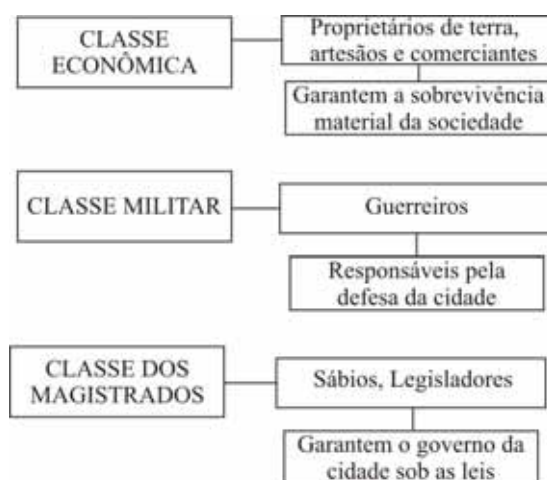 CLASSE
ECONÔMICA
Proprietários de terra,
artesãos e comerciantes
Garantem a sobrevivência
material da sociedade
CLASSE MILITAR
Guerreiros
Responsáveis pela
defesa da cidade
CLASSE DOS
MAGISTRADOS
Sábios, Legisladores
Garantem o governo da
cidade sob as leis